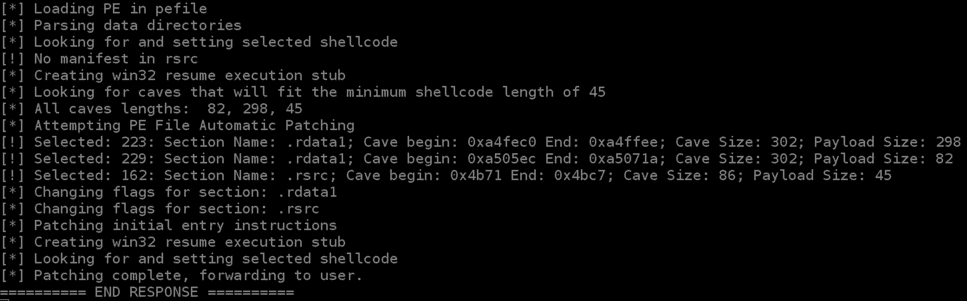 [*] Loading PE in pefile
[*] Parsing data directories
[*] Looking for and setting selected shellcode
[!] No manifest in rsrc
[*] Creating win32 resume execution stub
[*] Looking for caves that will fit the minimum shellcode length of 45
[*] All caves lengths:  82, 298, 45
[*] Attempting PE File Automatic Patching
[!] Selected: 223: Section Name: .rdata1; Cave begin: 0xa4fec0 End: 0xa4ffee; Cave Size: 302; Payload Size: 298
[!] Selected: 229: Section Name: .rdata1; Cave begin: 0xa505ec End: 0xa5071a; Cave Size: 302; Payload Size: 82
[!] Selected: 162: Section Name: .rsrc; Cave begin: 0x4b71 End: 0x4bc7; Cave Size: 86; Payload Size: 45
[*] Changing flags for section: .rdata1
[*] Changing flags for section: .rsrc
[*] Patching initial entry instructions
[*] Creating win32 resume execution stub
[*] Looking for and setting selected shellcode
[*] Patching complete, forwarding to user.
========== END RESPONSE ==========